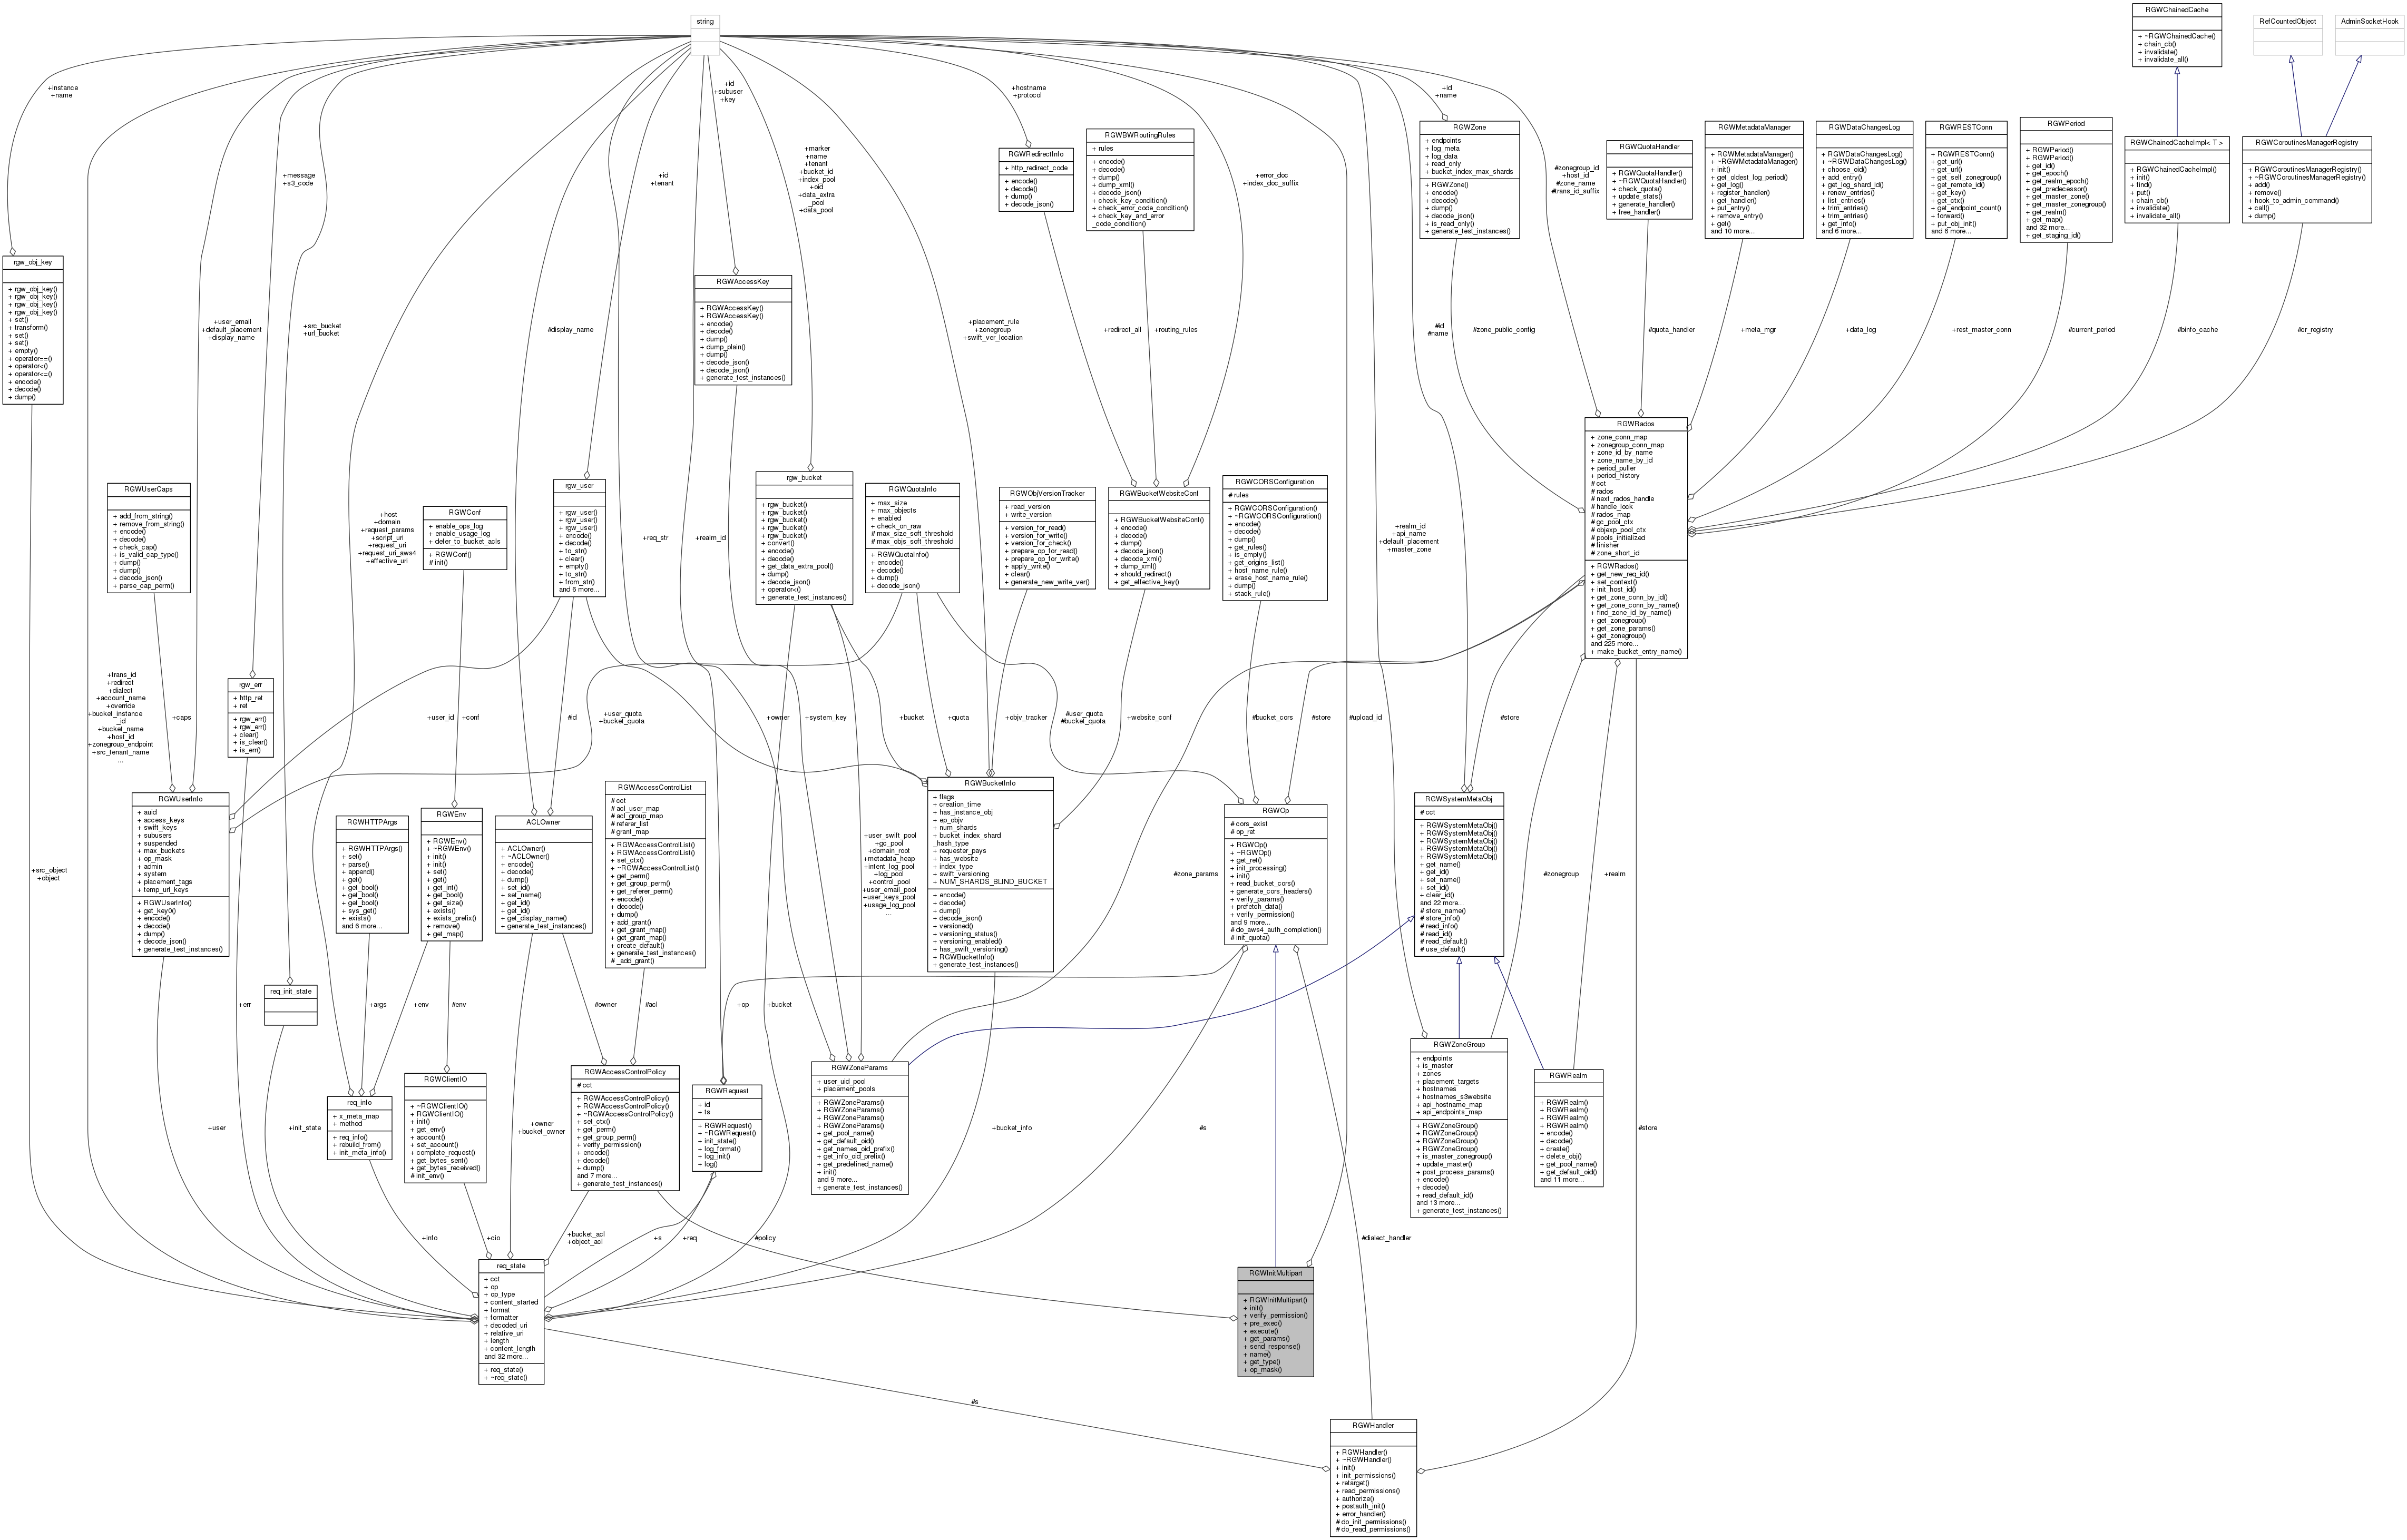 string
RGWChainedCache
+ ~RGWChainedCache()
+ chain_cb()
+ invalidate()
+ invalidate_all()
RefCountedObject
AdminSocketHook
+instance
+name
+message
+s3_code
+id
+subuser
+key
+marker
+name
+tenant
+bucket_id
+index_pool
+oid
+data_extra
_pool
+data_pool
+id
+tenant
+hostname
+protocol
+error_doc
+index_doc_suffix
+id
+name
#zonegroup_id
+host_id
#zone_name
#trans_id_suffix
RGWRedirectInfo
+ http_redirect_code
+ encode()
+ decode()
+ dump()
+ decode_json()
RGWBWRoutingRules
+ rules
+ encode()
+ decode()
+ dump()
+ dump_xml()
+ decode_json()
+ check_key_condition()
+ check_error_code_condition()
+ check_key_and_error
_code_condition()
RGWZone
+ endpoints
+ log_meta
+ log_data
+ read_only
+ bucket_index_max_shards
+ RGWZone()
+ encode()
+ decode()
+ dump()
+ decode_json()
+ is_read_only()
+ generate_test_instances()
RGWQuotaHandler
+ RGWQuotaHandler()
+ ~RGWQuotaHandler()
+ check_quota()
+ update_stats()
+ generate_handler()
+ free_handler()
RGWMetadataManager
+ RGWMetadataManager()
+ ~RGWMetadataManager()
+ init()
+ get_oldest_log_period()
+ get_log()
+ register_handler()
+ get_handler()
+ put_entry()
+ remove_entry()
+ get()
and 10 more...
RGWDataChangesLog
+ RGWDataChangesLog()
+ ~RGWDataChangesLog()
+ choose_oid()
+ add_entry()
+ get_log_shard_id()
+ renew_entries()
+ list_entries()
+ trim_entries()
+ trim_entries()
+ get_info()
and 6 more...
RGWRESTConn
+ RGWRESTConn()
+ get_url()
+ get_url()
+ get_self_zonegroup()
+ get_remote_id()
+ get_key()
+ get_ctx()
+ get_endpoint_count()
+ forward()
+ put_obj_init()
and 6 more...
RGWPeriod
+ RGWPeriod()
+ RGWPeriod()
+ get_id()
+ get_epoch()
+ get_realm_epoch()
+ get_predecessor()
+ get_master_zone()
+ get_master_zonegroup()
+ get_realm()
+ get_map()
and 32 more...
+ get_staging_id()
RGWChainedCacheImpl< T >
+ RGWChainedCacheImpl()
+ init()
+ find()
+ put()
+ chain_cb()
+ invalidate()
+ invalidate_all()
RGWCoroutinesManagerRegistry
+ RGWCoroutinesManagerRegistry()
+ ~RGWCoroutinesManagerRegistry()
+ add()
+ remove()
+ hook_to_admin_command()
+ call()
+ dump()
rgw_obj_key
+ rgw_obj_key()
+ rgw_obj_key()
+ rgw_obj_key()
+ rgw_obj_key()
+ set()
+ transform()
+ set()
+ set()
+ empty()
+ operator==()
+ operator<()
+ operator<=()
+ encode()
+ decode()
+ dump()
RGWAccessKey
+ RGWAccessKey()
+ RGWAccessKey()
+ encode()
+ decode()
+ dump()
+ dump_plain()
+ dump()
+ decode_json()
+ decode_json()
+ generate_test_instances()
+user_email
+default_placement
+display_name
+src_bucket
+url_bucket
#display_name
+placement_rule
+zonegroup
+swift_ver_location
+redirect_all
+routing_rules
#id
#name
#zone_public_config
#quota_handler
+meta_mgr
+data_log
+rest_master_conn
#current_period
#binfo_cache
#cr_registry
RGWRados
+ zone_conn_map
+ zonegroup_conn_map
+ zone_id_by_name
+ zone_name_by_id
+ period_puller
+ period_history
# cct
# rados
# next_rados_handle
# handle_lock
# rados_map
# gc_pool_ctx
# objexp_pool_ctx
# pools_initialized
# finisher
# zone_short_id
+ RGWRados()
+ get_new_req_id()
+ set_context()
+ init_host_id()
+ get_zone_conn_by_id()
+ get_zone_conn_by_name()
+ find_zone_id_by_name()
+ get_zonegroup()
+ get_zone_params()
+ get_zonegroup()
and 225 more...
+ make_bucket_entry_name()
RGWUserCaps
+ add_from_string()
+ remove_from_string()
+ encode()
+ decode()
+ check_cap()
+ is_valid_cap_type()
+ dump()
+ dump()
+ decode_json()
+ parse_cap_perm()
+host
+domain
+request_params
+script_uri
+request_uri
+request_uri_aws4
+effective_uri
RGWConf
+ enable_ops_log
+ enable_usage_log
+ defer_to_bucket_acls
+ RGWConf()
# init()
rgw_user
+ rgw_user()
+ rgw_user()
+ rgw_user()
+ encode()
+ decode()
+ to_str()
+ clear()
+ empty()
+ to_str()
+ from_str()
and 6 more...
+req_str
+realm_id
rgw_bucket
+ rgw_bucket()
+ rgw_bucket()
+ rgw_bucket()
+ rgw_bucket()
+ rgw_bucket()
+ convert()
+ encode()
+ decode()
+ get_data_extra_pool()
+ dump()
+ decode_json()
+ operator<()
+ generate_test_instances()
RGWQuotaInfo
+ max_size
+ max_objects
+ enabled
+ check_on_raw
# max_size_soft_threshold
# max_objs_soft_threshold
+ RGWQuotaInfo()
+ encode()
+ decode()
+ dump()
+ decode_json()
RGWObjVersionTracker
+ read_version
+ write_version
+ version_for_read()
+ version_for_write()
+ version_for_check()
+ prepare_op_for_read()
+ prepare_op_for_write()
+ apply_write()
+ clear()
+ generate_new_write_ver()
RGWBucketWebsiteConf
+ RGWBucketWebsiteConf()
+ encode()
+ decode()
+ dump()
+ decode_json()
+ decode_xml()
+ dump_xml()
+ should_redirect()
+ get_effective_key()
RGWCORSConfiguration
# rules
+ RGWCORSConfiguration()
+ ~RGWCORSConfiguration()
+ encode()
+ decode()
+ dump()
+ get_rules()
+ is_empty()
+ get_origins_list()
+ host_name_rule()
+ erase_host_name_rule()
+ dump()
+ stack_rule()
+realm_id
+api_name
+default_placement
+master_zone
+trans_id
+redirect
+dialect
+account_name
+override
+bucket_instance
_id
+bucket_name
+host_id
+zonegroup_endpoint
+src_tenant_name
...
+caps
rgw_err
+ http_ret
+ ret
+ rgw_err()
+ rgw_err()
+ clear()
+ is_clear()
+ is_err()
+user_id
+conf
#id
+user_quota
+bucket_quota
+owner
+system_key
+bucket
+quota
+objv_tracker
#user_quota
#bucket_quota
+website_conf
#bucket_cors
#store
#upload_id
#store
RGWUserInfo
+ auid
+ access_keys
+ swift_keys
+ subusers
+ suspended
+ max_buckets
+ op_mask
+ admin
+ system
+ placement_tags
+ temp_url_keys
+ RGWUserInfo()
+ get_key0()
+ encode()
+ decode()
+ dump()
+ decode_json()
+ generate_test_instances()
RGWHTTPArgs
+ RGWHTTPArgs()
+ set()
+ parse()
+ append()
+ get()
+ get_bool()
+ get_bool()
+ get_bool()
+ sys_get()
+ exists()
and 6 more...
RGWEnv
+ RGWEnv()
+ ~RGWEnv()
+ init()
+ init()
+ set()
+ get()
+ get_int()
+ get_bool()
+ get_size()
+ exists()
+ exists_prefix()
+ remove()
+ get_map()
ACLOwner
+ ACLOwner()
+ ~ACLOwner()
+ encode()
+ decode()
+ dump()
+ set_id()
+ set_name()
+ get_id()
+ get_id()
+ get_display_name()
+ generate_test_instances()
RGWAccessControlList
# cct
# acl_user_map
# acl_group_map
# referer_list
# grant_map
+ RGWAccessControlList()
+ RGWAccessControlList()
+ set_ctx()
+ ~RGWAccessControlList()
+ get_perm()
+ get_group_perm()
+ get_referer_perm()
+ encode()
+ decode()
+ dump()
+ add_grant()
+ get_grant_map()
+ get_grant_map()
+ create_default()
+ generate_test_instances()
# _add_grant()
+user_swift_pool
+gc_pool
+domain_root
+metadata_heap
+intent_log_pool
+log_pool
+control_pool
+user_email_pool
+user_keys_pool
+usage_log_pool
...
RGWBucketInfo
+ flags
+ creation_time
+ has_instance_obj
+ ep_objv
+ num_shards
+ bucket_index_shard
_hash_type
+ requester_pays
+ has_website
+ index_type
+ swift_versioning
+ NUM_SHARDS_BLIND_BUCKET
+ encode()
+ decode()
+ dump()
+ decode_json()
+ versioned()
+ versioning_status()
+ versioning_enabled()
+ has_swift_versioning()
+ RGWBucketInfo()
+ generate_test_instances()
RGWOp
# cors_exist
# op_ret
+ RGWOp()
+ ~RGWOp()
+ get_ret()
+ init_processing()
+ init()
+ read_bucket_cors()
+ generate_cors_headers()
+ verify_params()
+ prefetch_data()
+ verify_permission()
and 9 more...
# do_aws4_auth_completion()
# init_quota()
RGWSystemMetaObj
# cct
+ RGWSystemMetaObj()
+ RGWSystemMetaObj()
+ RGWSystemMetaObj()
+ RGWSystemMetaObj()
+ RGWSystemMetaObj()
+ get_name()
+ get_id()
+ set_name()
+ set_id()
+ clear_id()
and 22 more...
# store_name()
# store_info()
# read_info()
# read_id()
# read_default()
# use_default()
+src_object
+object
#zone_params
#zonegroup
+realm
req_init_state
+err
+args
+env
#env
#owner
#acl
+op
+bucket
RGWZoneParams
+ user_uid_pool
+ placement_pools
+ RGWZoneParams()
+ RGWZoneParams()
+ RGWZoneParams()
+ RGWZoneParams()
+ get_pool_name()
+ get_default_oid()
+ get_names_oid_prefix()
+ get_info_oid_prefix()
+ get_predefined_name()
+ init()
and 9 more...
+ generate_test_instances()
RGWZoneGroup
+ endpoints
+ is_master
+ zones
+ placement_targets
+ hostnames
+ hostnames_s3website
+ api_hostname_map
+ api_endpoints_map
+ RGWZoneGroup()
+ RGWZoneGroup()
+ RGWZoneGroup()
+ RGWZoneGroup()
+ is_master_zonegroup()
+ update_master()
+ post_process_params()
+ encode()
+ decode()
+ read_default_id()
and 13 more...
+ generate_test_instances()
RGWRealm
+ RGWRealm()
+ RGWRealm()
+ RGWRealm()
+ RGWRealm()
+ encode()
+ decode()
+ create()
+ delete_obj()
+ get_pool_name()
+ get_default_oid()
and 11 more...
req_info
+ x_meta_map
+ method
+ req_info()
+ rebuild_from()
+ init_meta_info()
RGWClientIO
+ ~RGWClientIO()
+ RGWClientIO()
+ init()
+ get_env()
+ account()
+ set_account()
+ complete_request()
+ get_bytes_sent()
+ get_bytes_received()
# init_env()
RGWAccessControlPolicy
# cct
+ RGWAccessControlPolicy()
+ RGWAccessControlPolicy()
+ ~RGWAccessControlPolicy()
+ set_ctx()
+ get_perm()
+ get_group_perm()
+ verify_permission()
+ encode()
+ decode()
+ dump()
and 7 more...
+ generate_test_instances()
RGWRequest
+ id
+ ts
+ RGWRequest()
+ ~RGWRequest()
+ init_state()
+ log_format()
+ log_init()
+ log()
+user
+init_state
+owner
+bucket_owner
+bucket_info
#s
#store
+info
+cio
+bucket_acl
+object_acl
+s
+req
#policy
#dialect_handler
req_state
+ cct
+ op
+ op_type
+ content_started
+ format
+ formatter
+ decoded_uri
+ relative_uri
+ length
+ content_length
and 32 more...
+ req_state()
+ ~req_state()
RGWInitMultipart
+ RGWInitMultipart()
+ init()
+ verify_permission()
+ pre_exec()
+ execute()
+ get_params()
+ send_response()
+ name()
+ get_type()
+ op_mask()
#s
RGWHandler
+ RGWHandler()
+ ~RGWHandler()
+ init()
+ init_permissions()
+ retarget()
+ read_permissions()
+ authorize()
+ postauth_init()
+ error_handler()
# do_init_permissions()
# do_read_permissions()